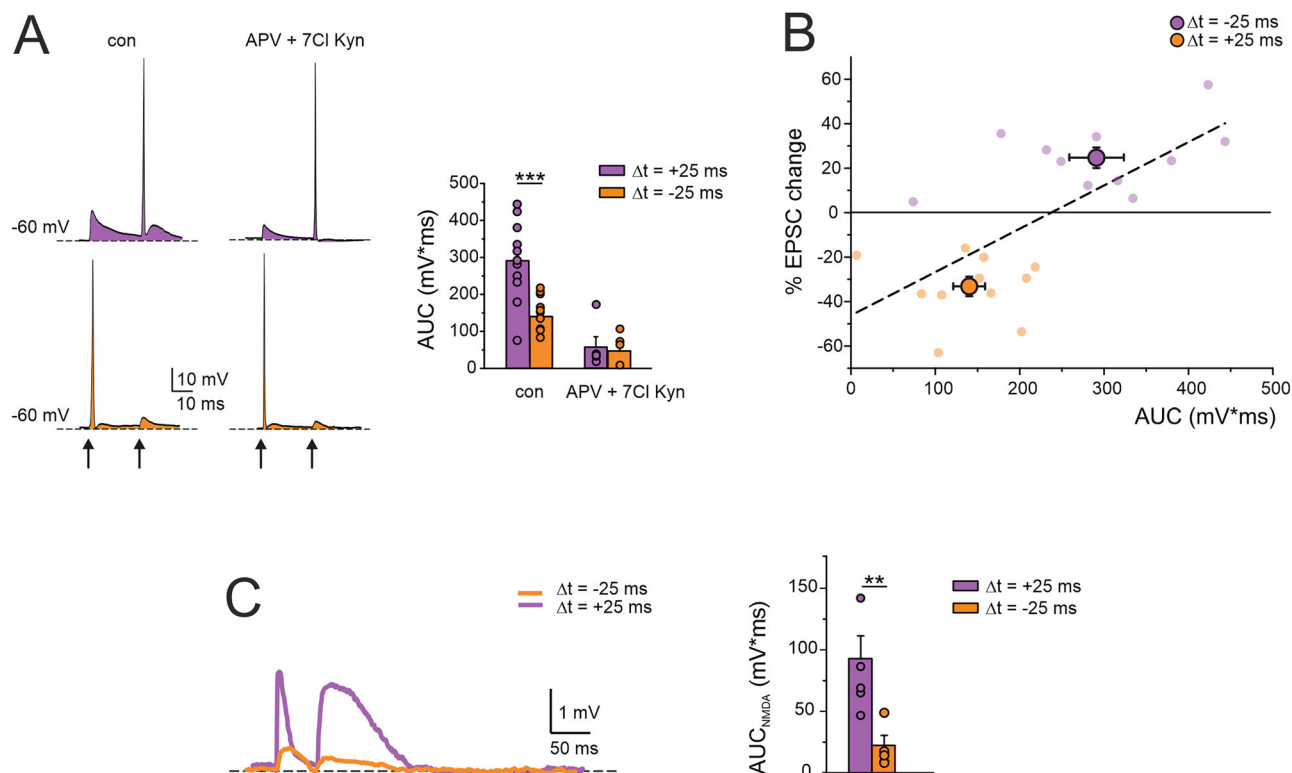 A
con
APV + 7Cl Kyn
-60 mV
-60 mV
10 mV
10 ms
AUC (mV*ms)
500
400
300
200
100
0
***
con
APV + 7Cl Kyn
Δt = +25 ms
Δt = -25 ms
B
Δt = -25 ms
Δt = +25 ms
% EPSC change
60
40
20
0
-20
-40
-60
0
100
200
300
400
500
AUC (mV*ms)
C
Δt = -25 ms
Δt = +25 ms
1 mV
50 ms
AUCNMDA (mV*ms)
150
100
50
0
**
Δt = +25 ms
Δt = -25 ms